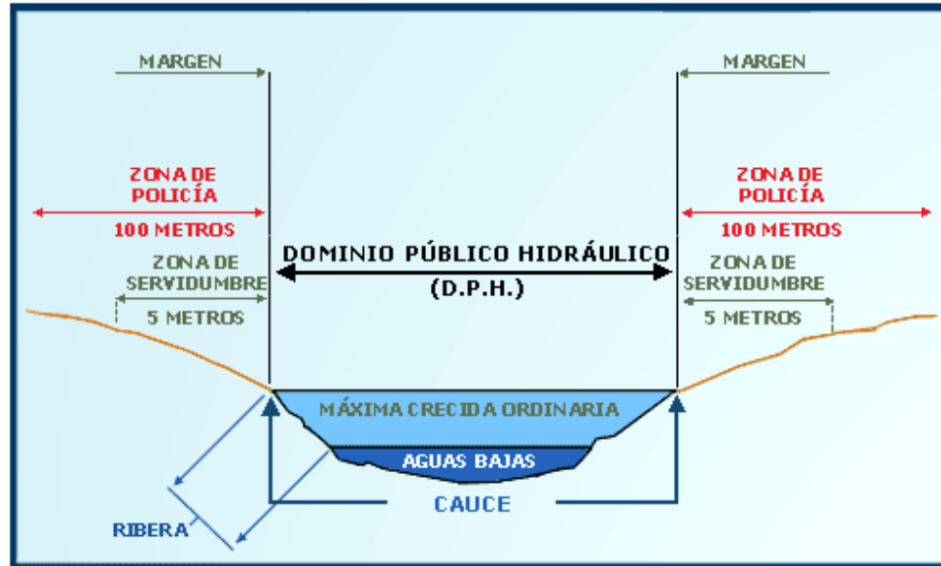 MARGEN
MARGEN
ZONA DE
POLICÍA
100 METROS
ZONA DE
POLICÍA
100 METROS
DOMINIO PÚBLICO HIDRÁULICO
(D.P.H.)
ZONA DE
SERVIDUMBRE
5 METROS
ZONA DE
SERVIDUMBRE
5 METROS
MÁXIMA CRECIDA ORDINARIA
AGUAS BAJAS
CAUCE
RIBERA